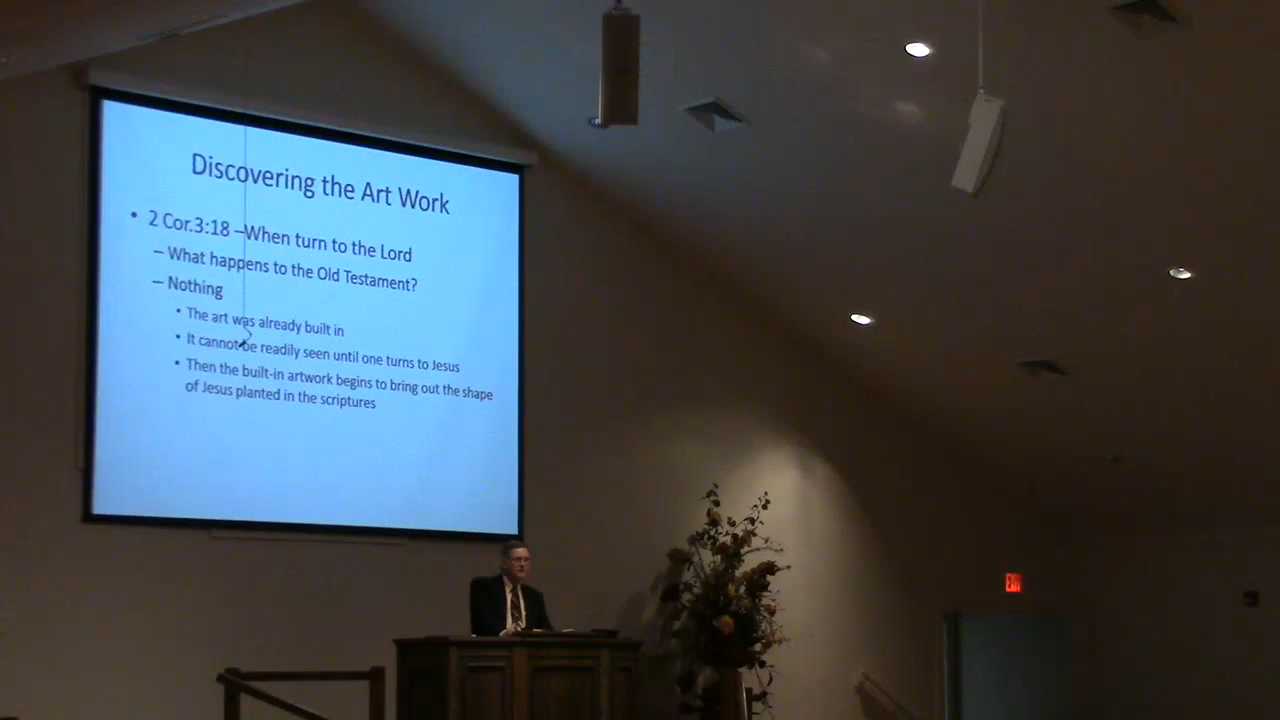 Discovering the Art Work
• 2 Cor.3:18 –When turn to the Lord
– What happens to the Old Testament?
– Nothing
• The art was already built in
• It cannot be readily seen until one turns to Jesus
• Then the built-in artwork begins to bring out the shape
of Jesus planted in the scriptures
EXIT